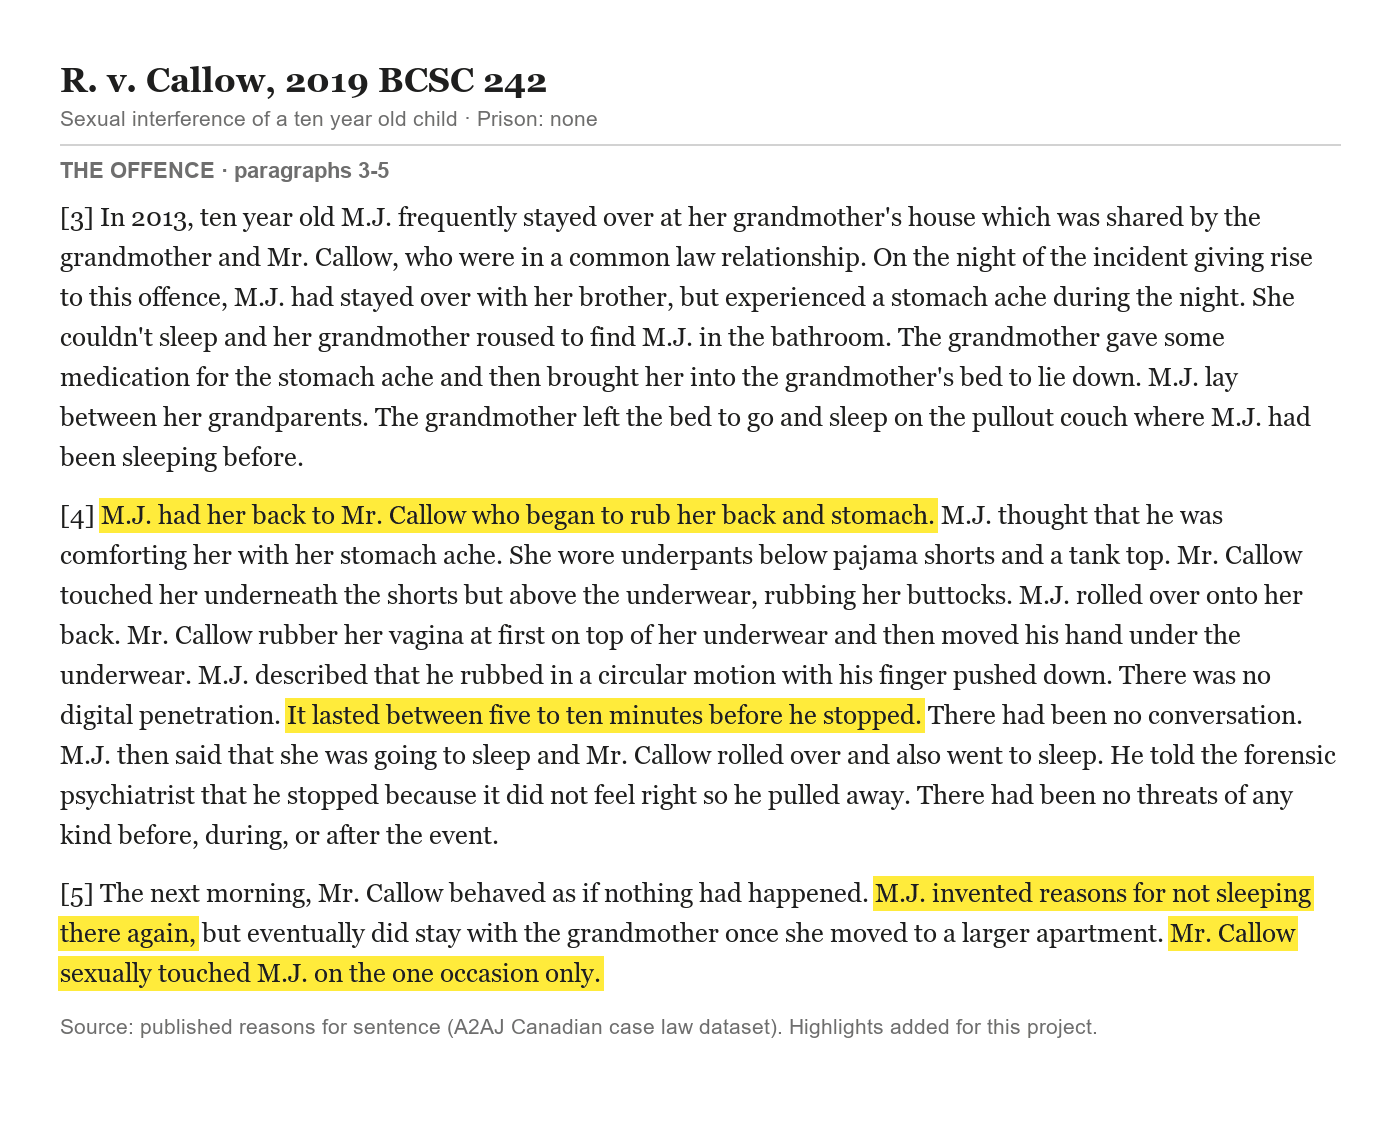 R. v. Callow, 2019 BCSC 242
Sexual interference of a ten year old child · Prison: none
THE OFFENCE · paragraphs 3-5
[3] In 2013, ten year old M.J. frequently stayed over at her grandmother's house which was shared by the
grandmother and Mr. Callow, who were in a common law relationship. On the night of the incident giving rise
to this offence, M.J. had stayed over with her brother, but experienced a stomach ache during the night. She
couldn't sleep and her grandmother roused to find M.J. in the bathroom. The grandmother gave some
medication for the stomach ache and then brought her into the grandmother's bed to lie down. M.J. lay
between her grandparents. The grandmother left the bed to go and sleep on the pullout couch where M.J. had
been sleeping before.
[4] M.J. had her back to Mr. Callow who began to rub her back and stomach. M.J. thought that he was
comforting her with her stomach ache. She wore underpants below pajama shorts and a tank top. Mr. Callow
touched her underneath the shorts but above the underwear, rubbing her buttocks. M.J. rolled over onto her
back. Mr. Callow rubber her vagina at first on top of her underwear and then moved his hand under the
underwear. M.J. described that he rubbed in a circular motion with his finger pushed down. There was no
digital penetration. It lasted between five to ten minutes before he stopped. There had been no conversation.
M.J. then said that she was going to sleep and Mr. Callow rolled over and also went to sleep. He told the forensic
psychiatrist that he stopped because it did not feel right so he pulled away. There had been no threats of any
kind before, during, or after the event.
[5] The next morning, Mr. Callow behaved as if nothing had happened. M.J. invented reasons for not sleeping
there again, but eventually did stay with the grandmother once she moved to a larger apartment. Mr. Callow
sexually touched M.J. on the one occasion only.
Source: published reasons for sentence (A2AJ Canadian case law dataset). Highlights added for this project.